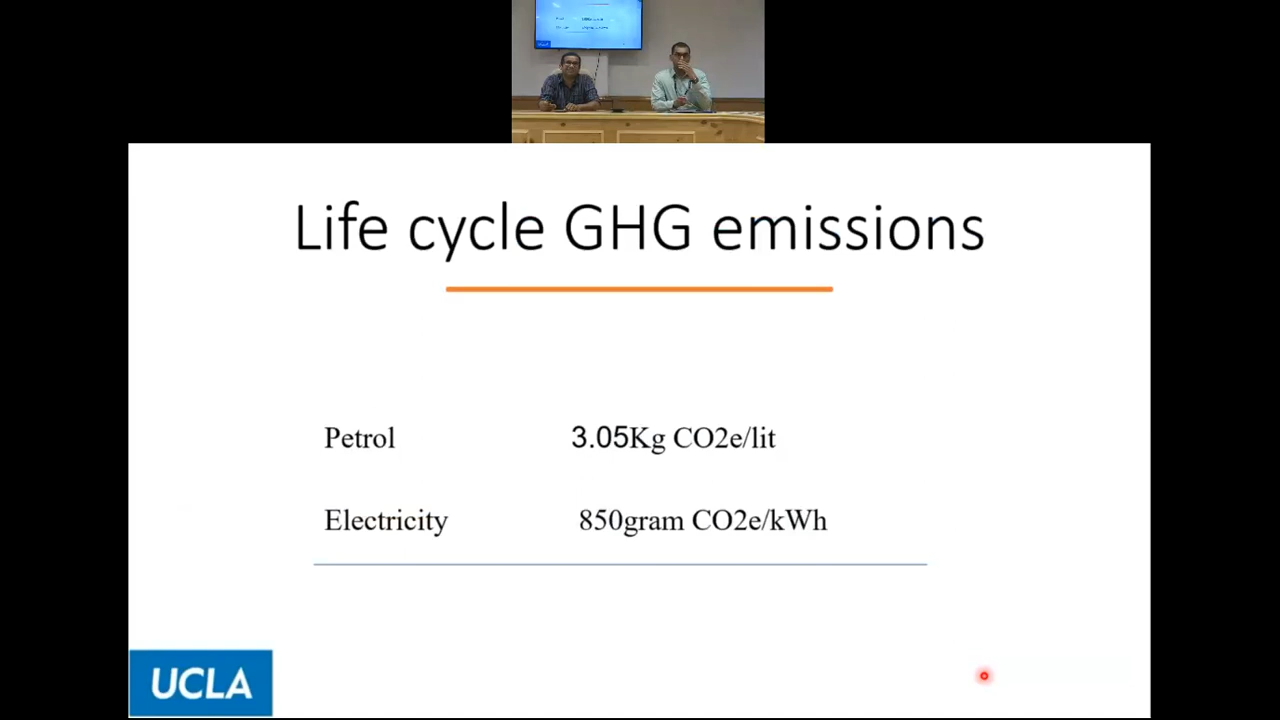 Life cycle GHG emissions
Petrol 3.05Kg CO2e/lit
Electricity 850gram CO2e/kWh
UCLA